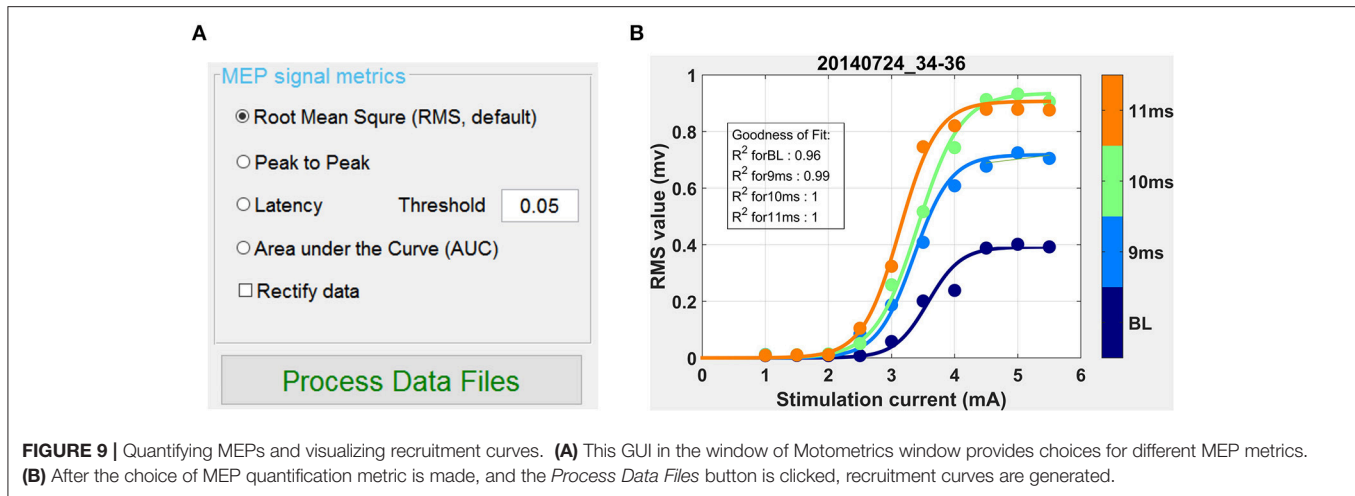 A
MEP signal metrics
Root Mean Squre (RMS, default)
Peak to Peak
Latency Threshold 0.05
Area under the Curve (AUC)
Rectify data
Process Data Files
B
20140724_34-36
RMS value (mv)
1
0.8
0.6
0.4
0.2
0
Goodness of Fit:
R² forBL : 0.96
R² for9ms : 0.99
R² for10ms : 1
R² for11ms : 1
0 1 2 3 4 5 6
Stimulation current (mA)
11ms
10ms
9ms
BL
FIGURE 9 | Quantifying MEPs and visualizing recruitment curves. (A) This GUI in the window of Motometrics window provides choices for different MEP metrics.
(B) After the choice of MEP quantification metric is made, and the Process Data Files button is clicked, recruitment curves are generated.